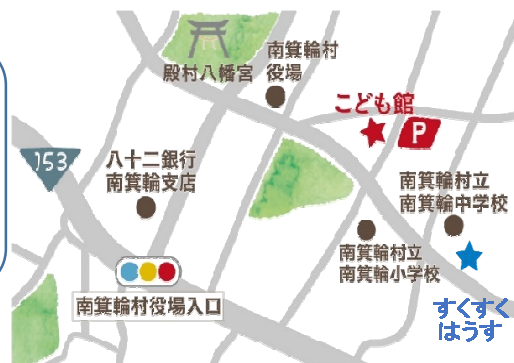 南箕輪村
役場
殿村八幡宮
こども館
P
153
八十二銀行
南箕輪支店
南箕輪村立
南箕輪中学校
南箕輪村立
南箕輪小学校
南箕輪村役場入口
すくすく
はうす